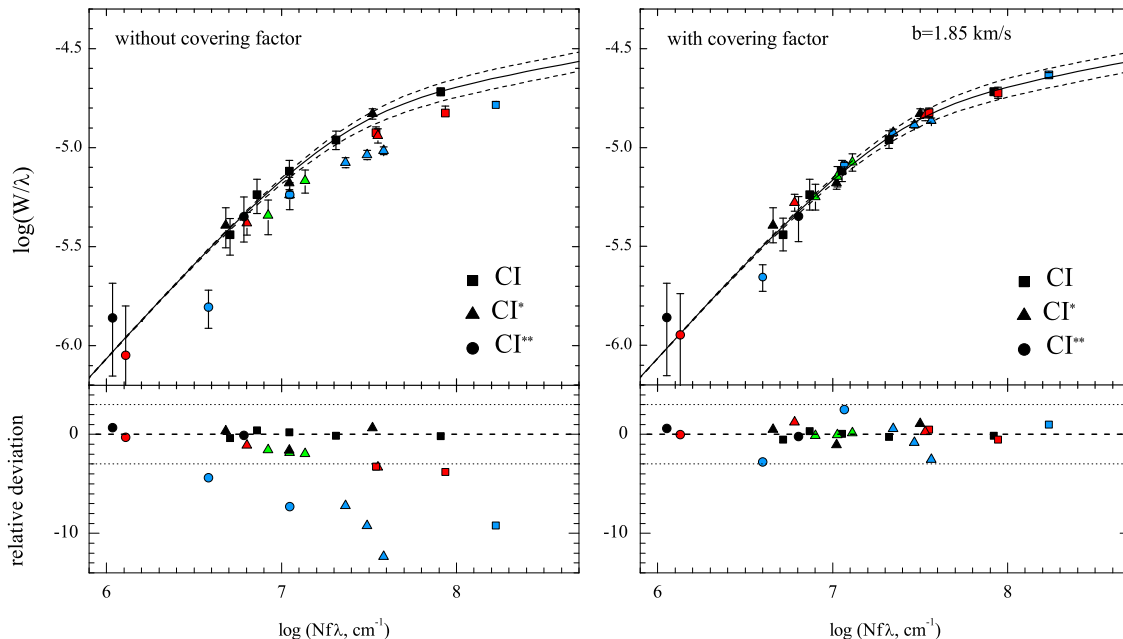 without covering factor
with covering factor
b=1.85 km/s
log(W/λ)
-4.5
-5.0
-5.5
-6.0
-4.5
-5.0
-5.5
-6.0
CI
CI*
CI**
CI
CI*
CI**
relative deviation
0
-10
0
-10
6
7
8
6
7
8
log (Nfλ, cm⁻¹)
log (Nfλ, cm⁻¹)